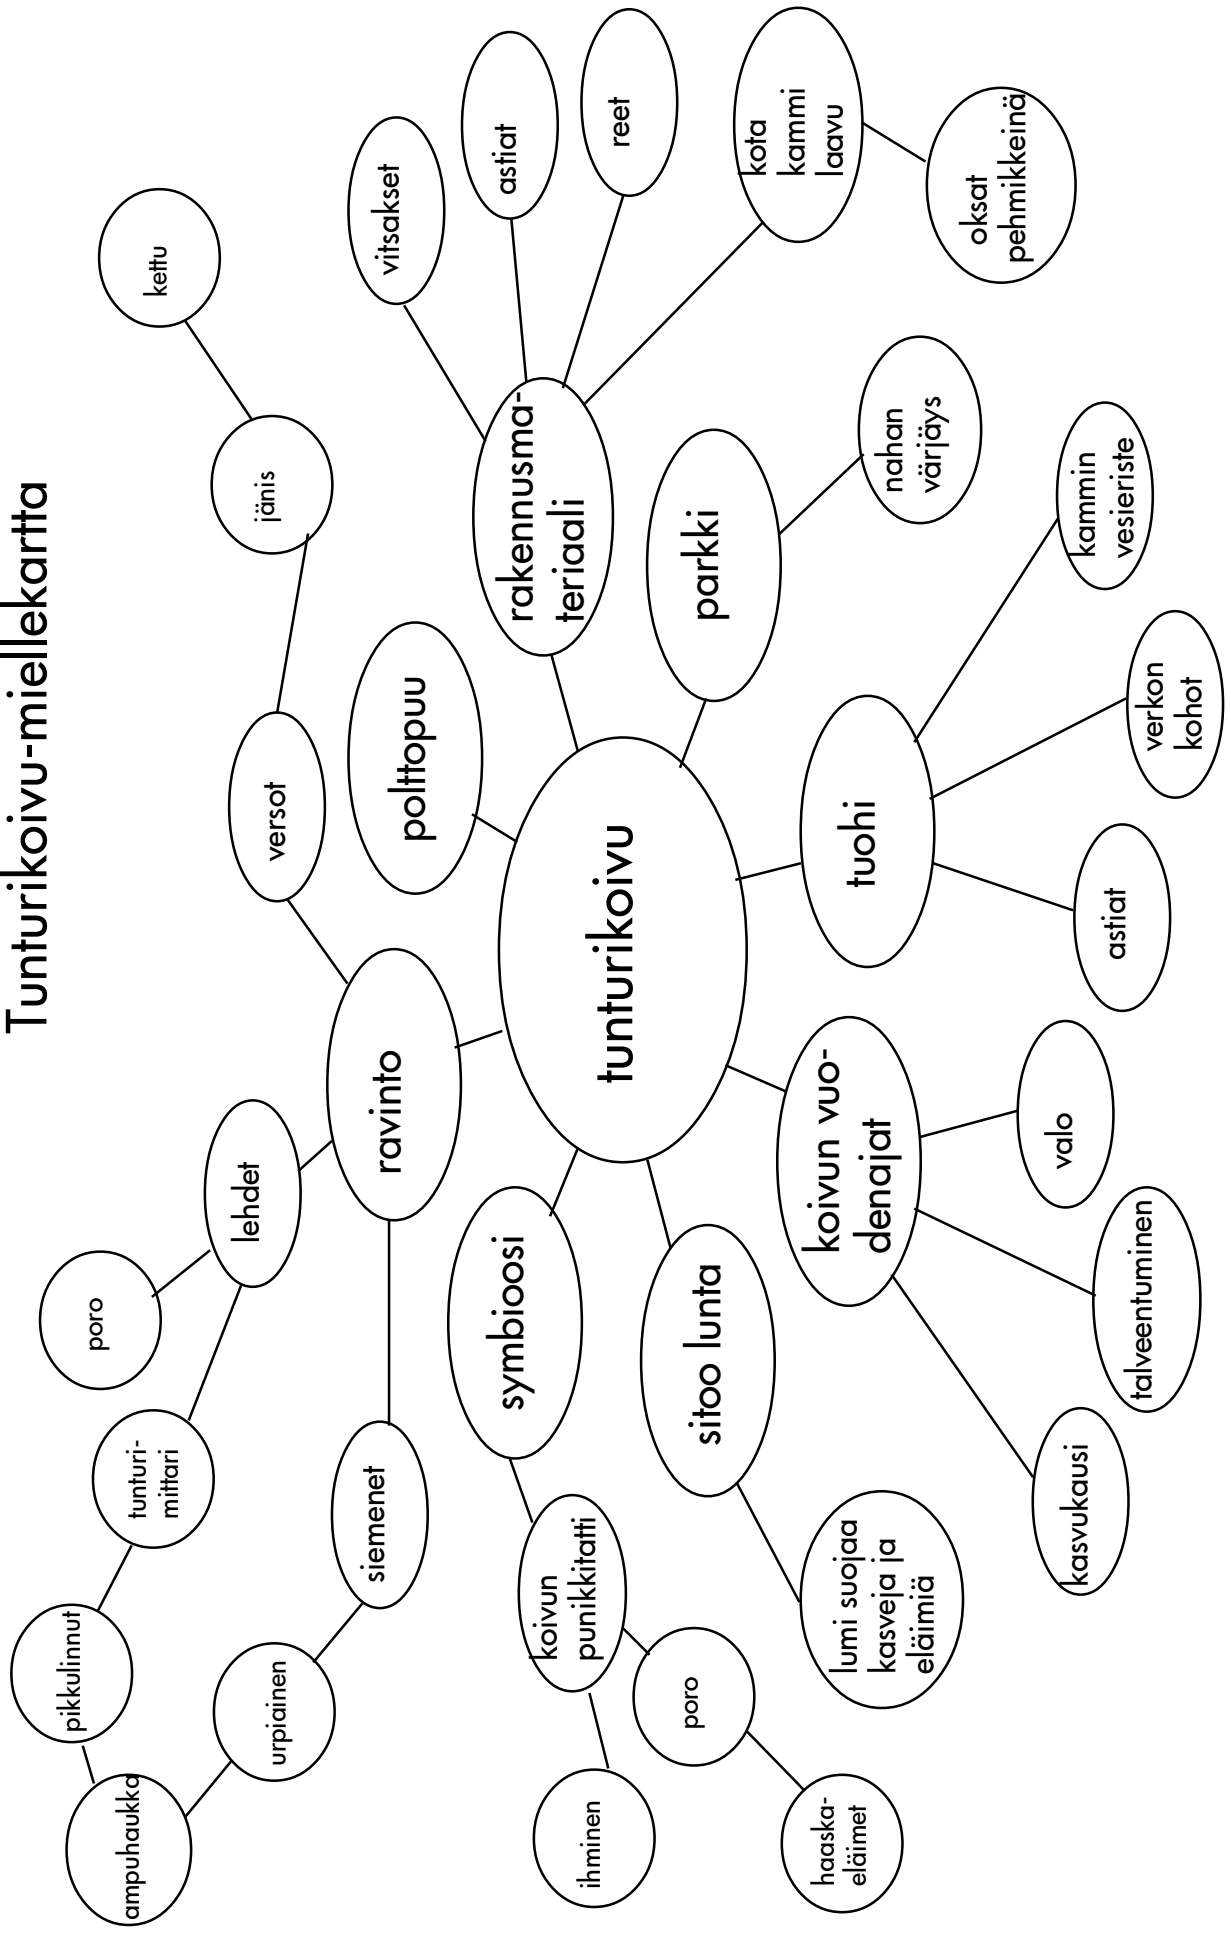 Tunturikoivu-miellekartta
ampuhaukka
pikkulinnut
tunturi-
mittari
poro
lehdet
urpiainen
siemenet
ravinto
versot
jänis
kettu
ihminen
koivun
punikkitatti
poro
haaska-
eläimet
symbioosi
tunturikoivu
polttopuu
rakennusma-
teriaali
vitsakset
astiat
reet
kota
kammi
laavu
oksat
pehmikkeinä
parkki
nahan
värjäys
sitoo lunta
lumi suojaa
kasveja ja
eläimiä
koivun vuo-
denajat
kasvukausi
talveentuminen
valo
tuohi
astiat
verkon
kohot
kammin
vesieriste